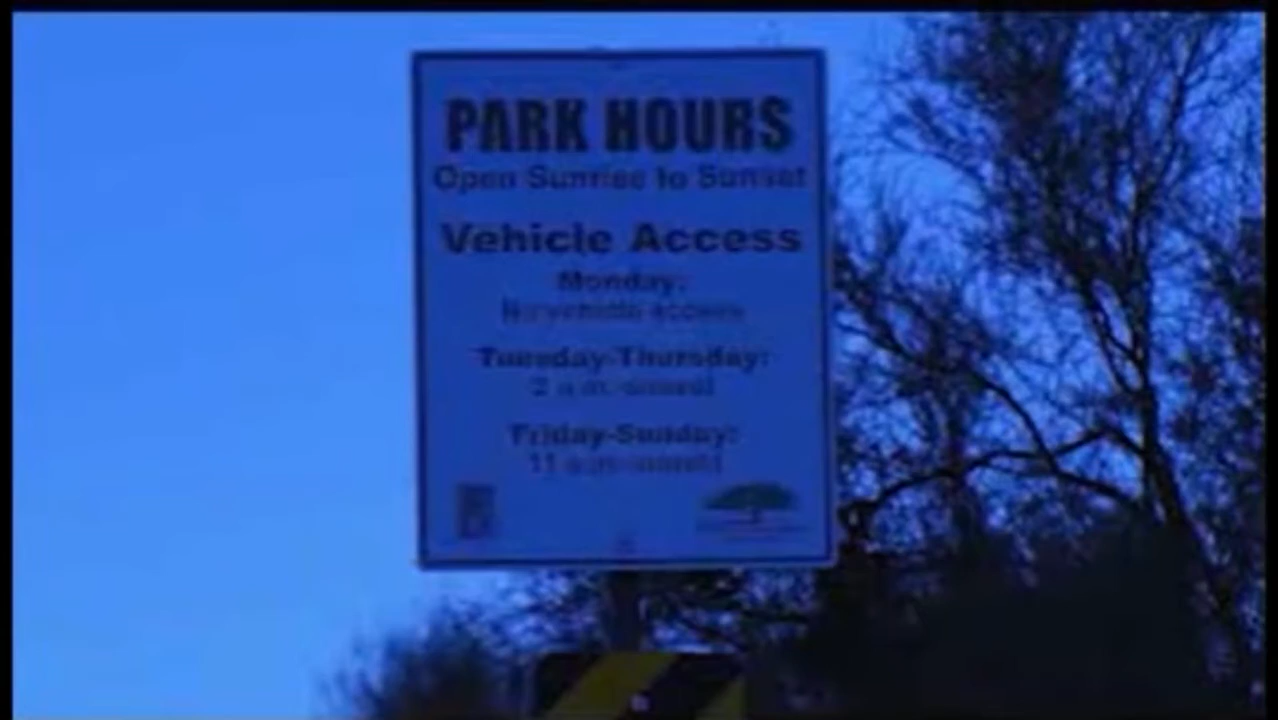 PARK HOURS
Open Sunrise to Sunset
Vehicle Access
Monday:
No vehicle access
Tuesday-Thursday:
a.m.-sunset
Friday-Sunday:
11 a.m.-sunset